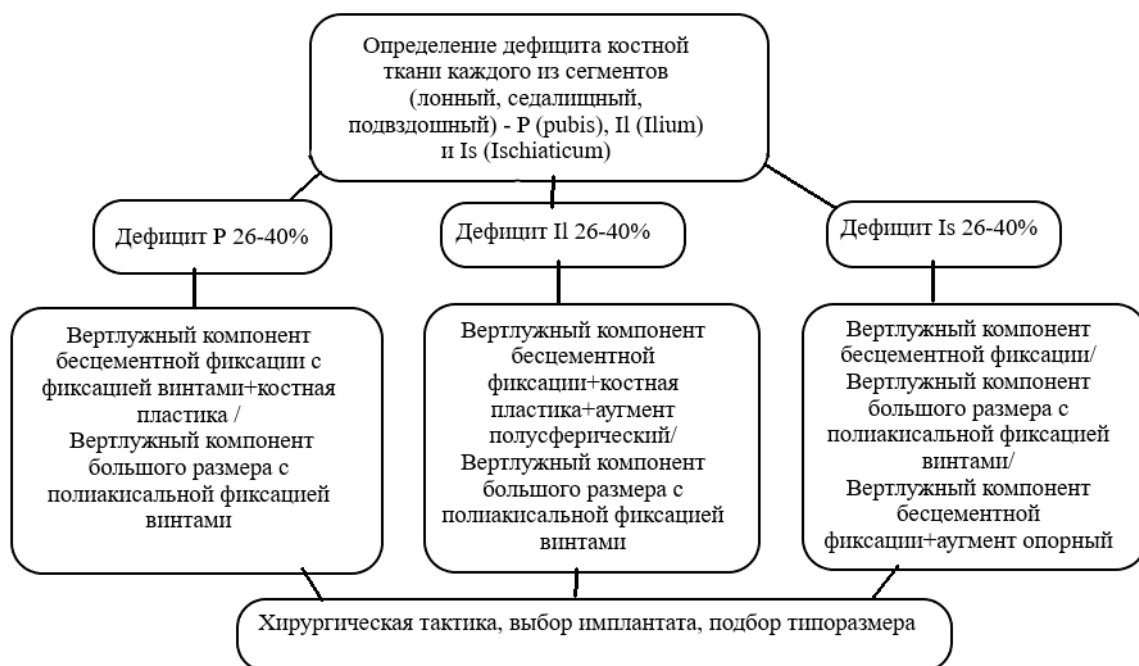 Определение дефицита костной
ткани каждого из сегментов
(лонный, седалищный,
подвздошный) - P (pubis), Il (Ilium)
и Is (Ischiaticum)
Дефицит P 26-40%
Дефицит Il 26-40%
Дефицит Is 26-40%
Вертлужный компонент
бесцементной фиксации с
фиксацией винтами+костная
пластика /
Вертлужный компонент
большого размера с
полиакисальной фиксацией
винтами
Вертлужный компонент
бесцементной
фиксации+костная
пластика+аугмент
полусферический/
Вертлужный компонент
большого размера с
полиакисальной фиксацией
винтами
Вертлужный компонент
бесцементной фиксации/
Вертлужный компонент
большого размера с
полиакисальной фиксацией
винтами/
Вертлужный компонент
бесцементной
фиксации+аугмент опорный
Хирургическая тактика, выбор имплантата, подбор типоразмера